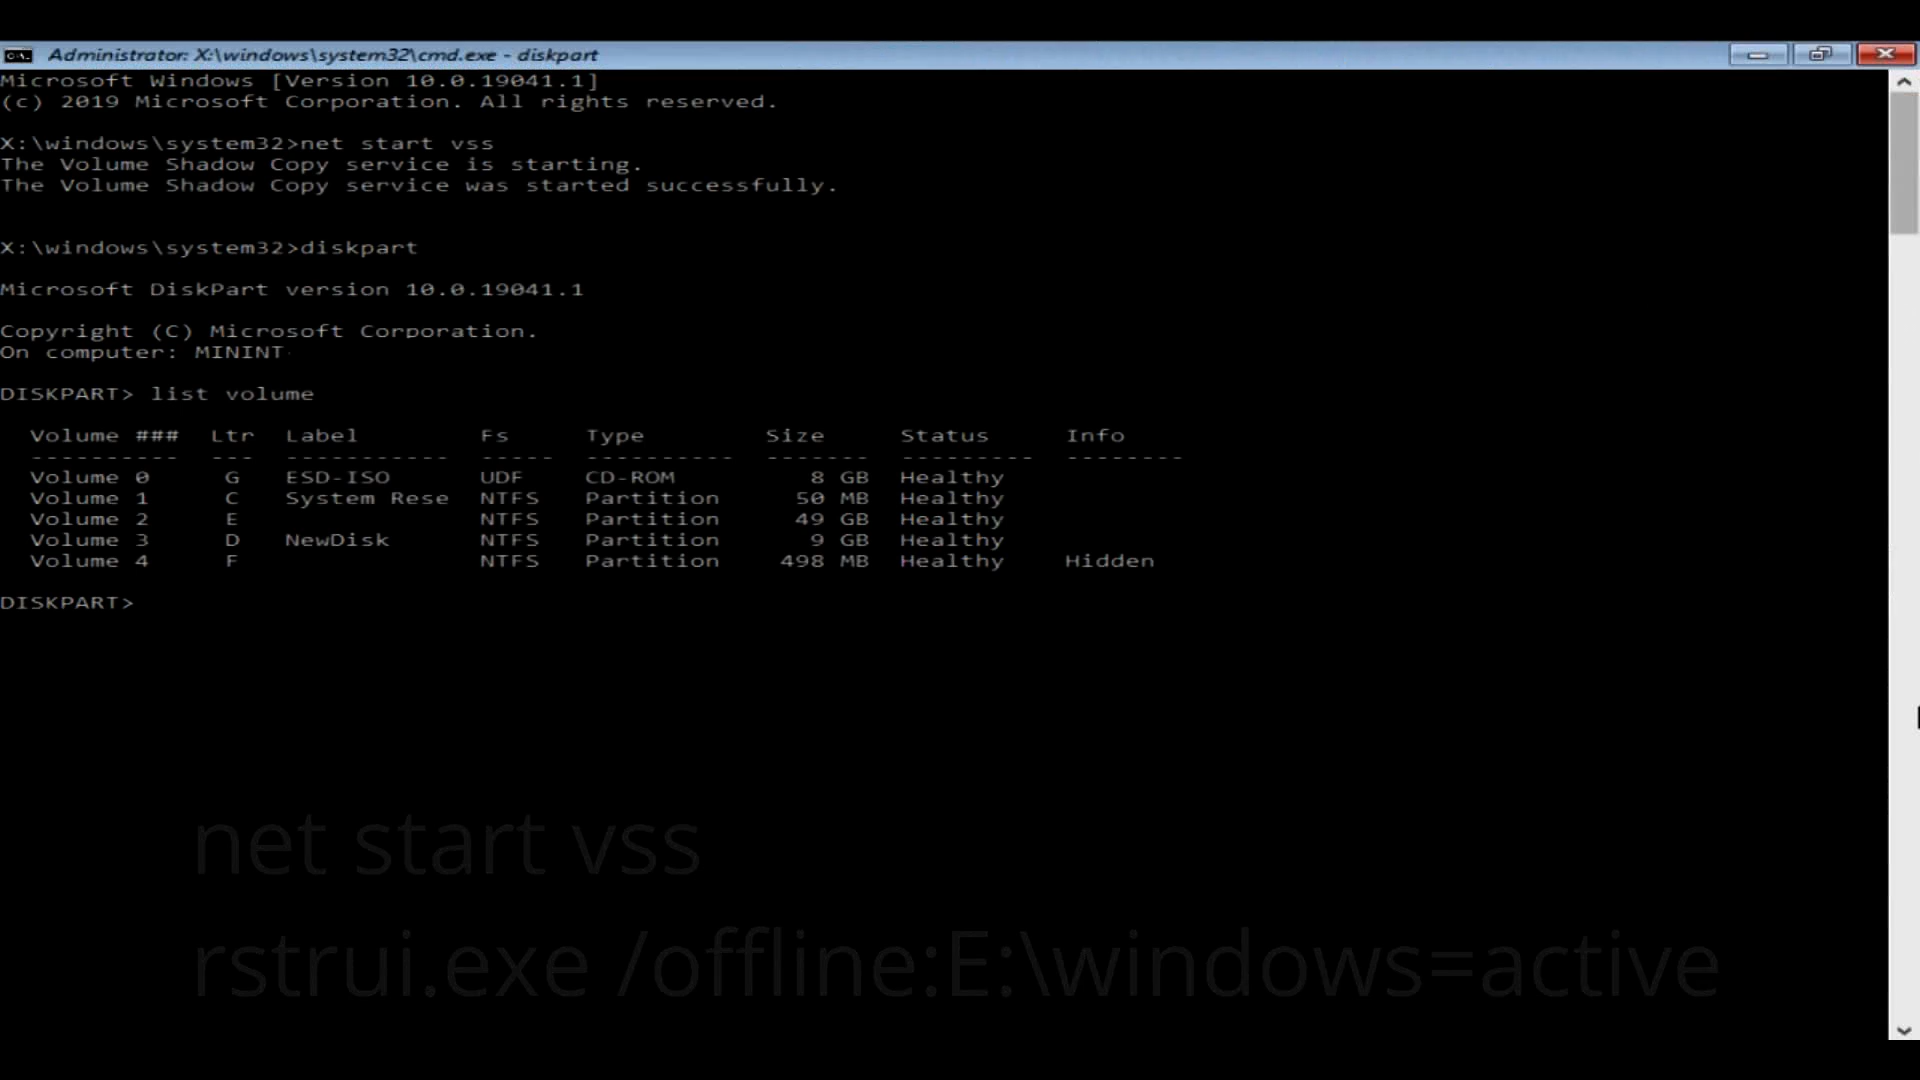 Administrator: X:\windows\system32\cmd.exe - diskpart
Microsoft Windows [Version 10.0.19041.1]
(c) 2019 Microsoft Corporation. All rights reserved.
X:\windows\system32>net start vss
The Volume Shadow Copy service is starting.
The Volume Shadow Copy service was started successfully.
X:\windows\system32>diskpart
Microsoft DiskPart version 10.0.19041.1
Copyright (C) Microsoft Corporation.
On computer: MININT
DISKPART> list volume
Volume ### Ltr Label Fs Type Size Status Info
---------- --- ----------- ----- ---------- ------- --------- --------
Volume 0 G ESD-ISO UDF CD-ROM 8 GB Healthy
Volume 1 C System Rese NTFS Partition 50 MB Healthy
Volume 2 E NTFS Partition 49 GB Healthy
Volume 3 D NewDisk NTFS Partition 9 GB Healthy
Volume 4 F NTFS Partition 498 MB Healthy Hidden
DISKPART>
net start vss
rstrui.exe /offline:E:\windows=active